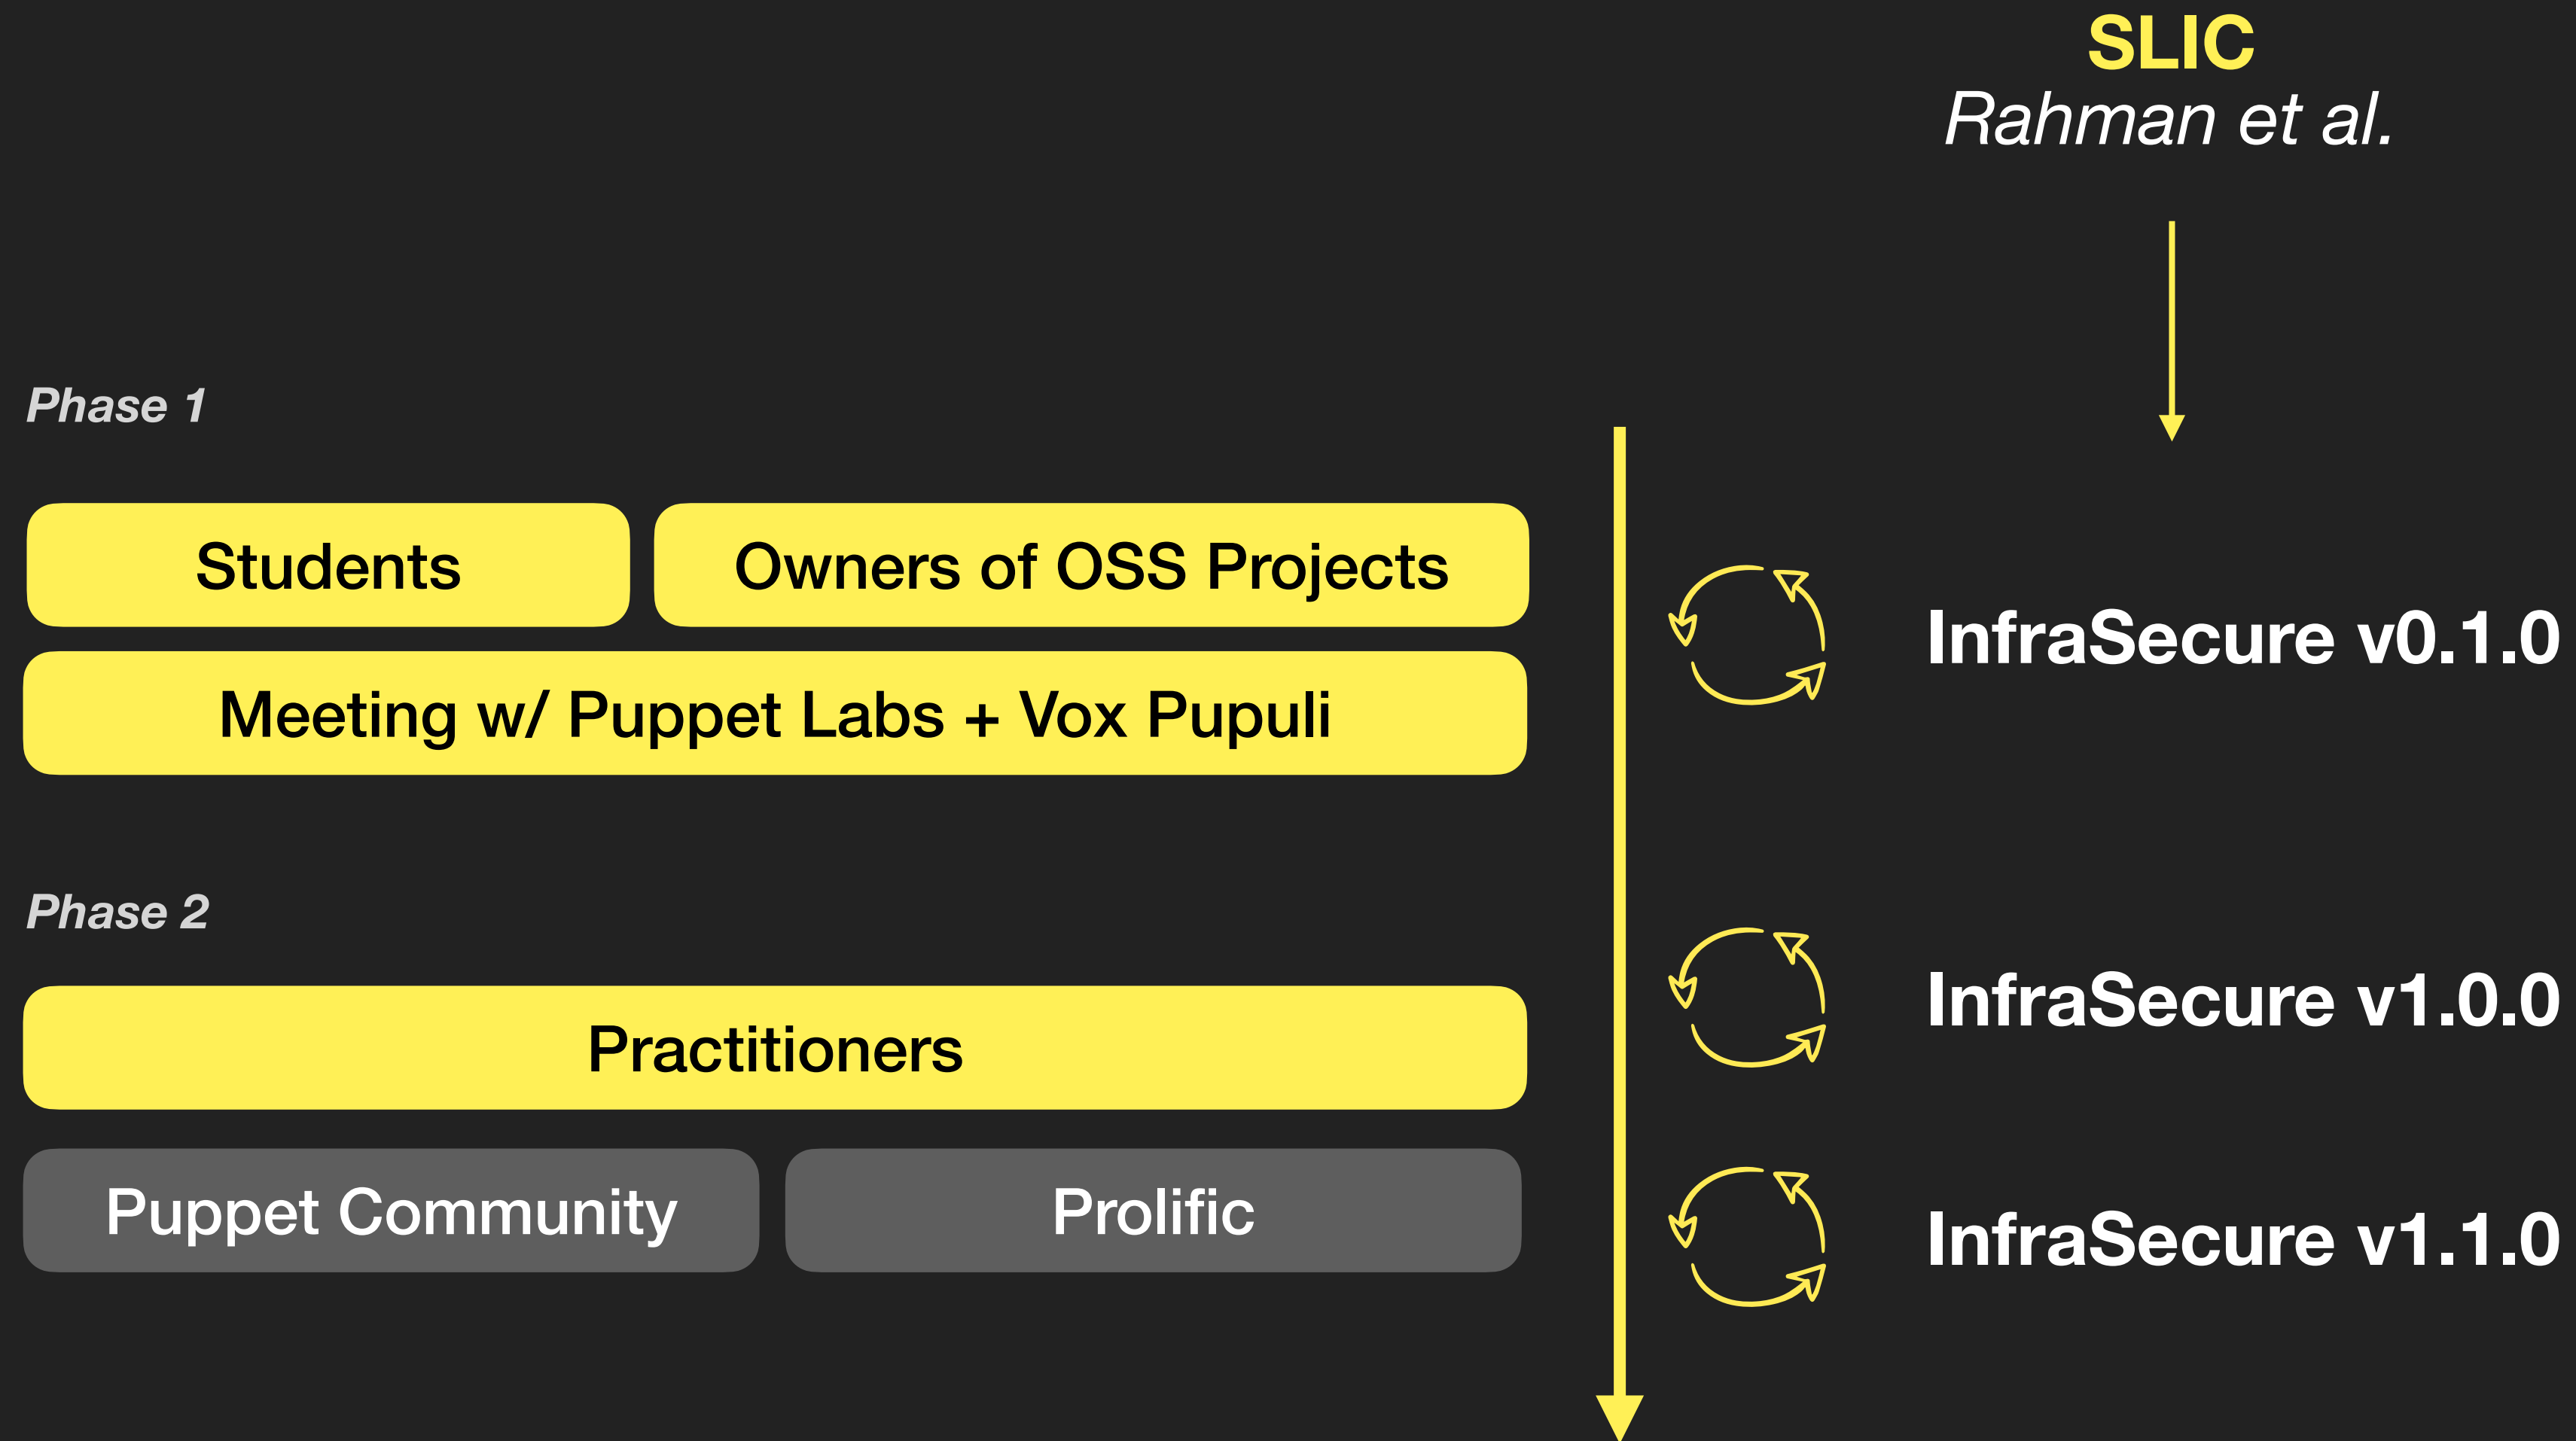 SLIC
Rahman et al.
Phase 1
Students
Owners of OSS Projects
Meeting w/ Puppet Labs + Vox Pupuli
InfraSecure v0.1.0
Phase 2
Practitioners
InfraSecure v1.0.0
Puppet Community
Prolific
InfraSecure v1.1.0